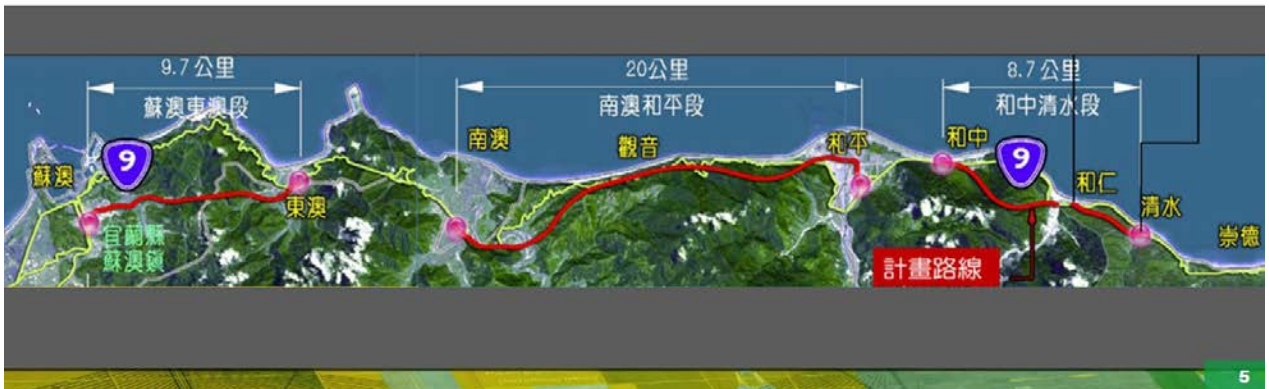 9.7公里
蘇澳東澳段
20公里
南澳和平段
8.7公里
和中清水段
9
蘇澳
宜蘭縣
蘇澳鎮
東澳
南澳
觀音
和平
和中
9
和仁
清水
崇德
計畫路線
5